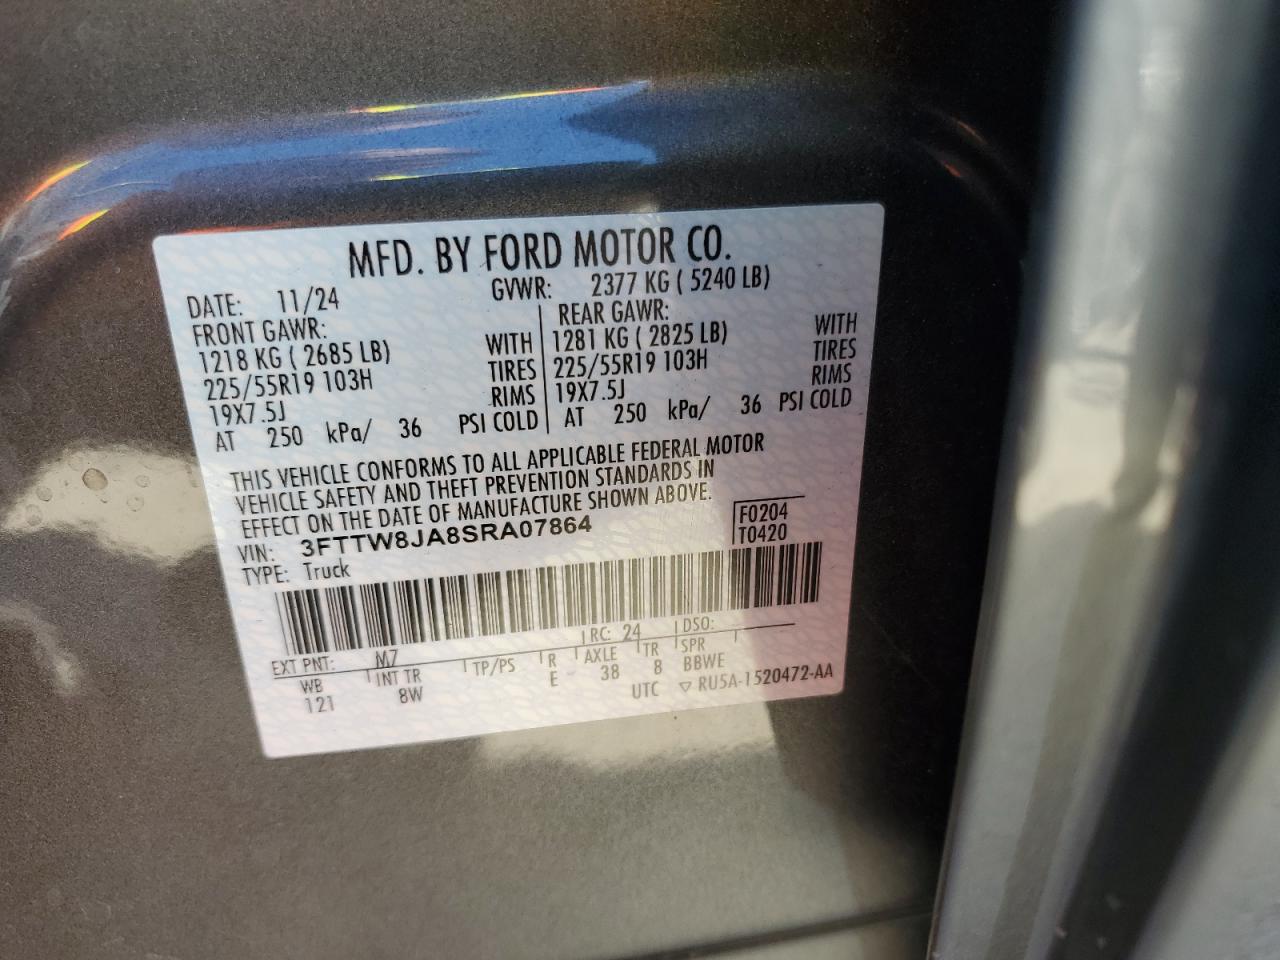 MFD. BY FORD MOTOR CO.
DATE: 11/24 GVWR: 2377 KG ( 5240 LB)
FRONT GAWR: REAR GAWR:
1218 KG ( 2685 LB) WITH 1281 KG ( 2825 LB) WITH
225/55R19 103H TIRES 225/55R19 103H TIRES
19X7.5J RIMS 19X7.5J RIMS
AT 250 kPa/ 36 PSI COLD AT 250 kPa/ 36 PSI COLD
THIS VEHICLE CONFORMS TO ALL APPLICABLE FEDERAL MOTOR
VEHICLE SAFETY AND THEFT PREVENTION STANDARDS IN
EFFECT ON THE DATE OF MANUFACTURE SHOWN ABOVE.
VIN: 3FTTW8JA8SRA07864 F0204
TYPE: Truck T0420
EXT PNT: M7 RC: 24 DSO:
WB INT TR TP/PS R AXLE TR SPR
121 8W E 38 8 BBWE
UTC ▽ RU5A-1520472-AA